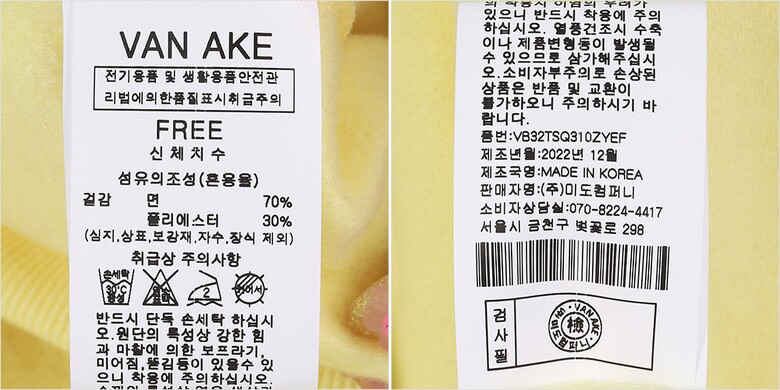 VAN AKE
전기용품 및 생활용품안전관
리법에의한품질표시취급주의
FREE
신체치수
섬유의조성(혼용율)
겉감 면 70%
폴리에스터 30%
(심지,상표,보강재,자수,장식 제외)
취급상 주의사항
손세탁
30℃
중성
2
반드시 단독 손세탁 하십시
오.원단의 특성상 강한 힘
과 마찰에 의한 보프라기,
미어짐,뜯김등이 있을수 있
으니 착용에 주의하십시오
있으니 반드시 착용에 주의
하십시오. 열풍건조시 수축
이나 제품변형등이 발생될
수 있으므로 삼가해주십시
오.소비자부주의로 손상된
상품은 반품 및 교환이
불가하오니 주의하시기 바
랍니다.
품번:VB32TSQ310ZYEF
제조년월:2022년 12월
제조국명:MADE IN KOREA
판매자명:(주)미도컴퍼니
소비자상담실:070-8224-4417
서울시 금천구 벚꽃로 298
검사필
VAN AKE
檢
미도컴퍼니